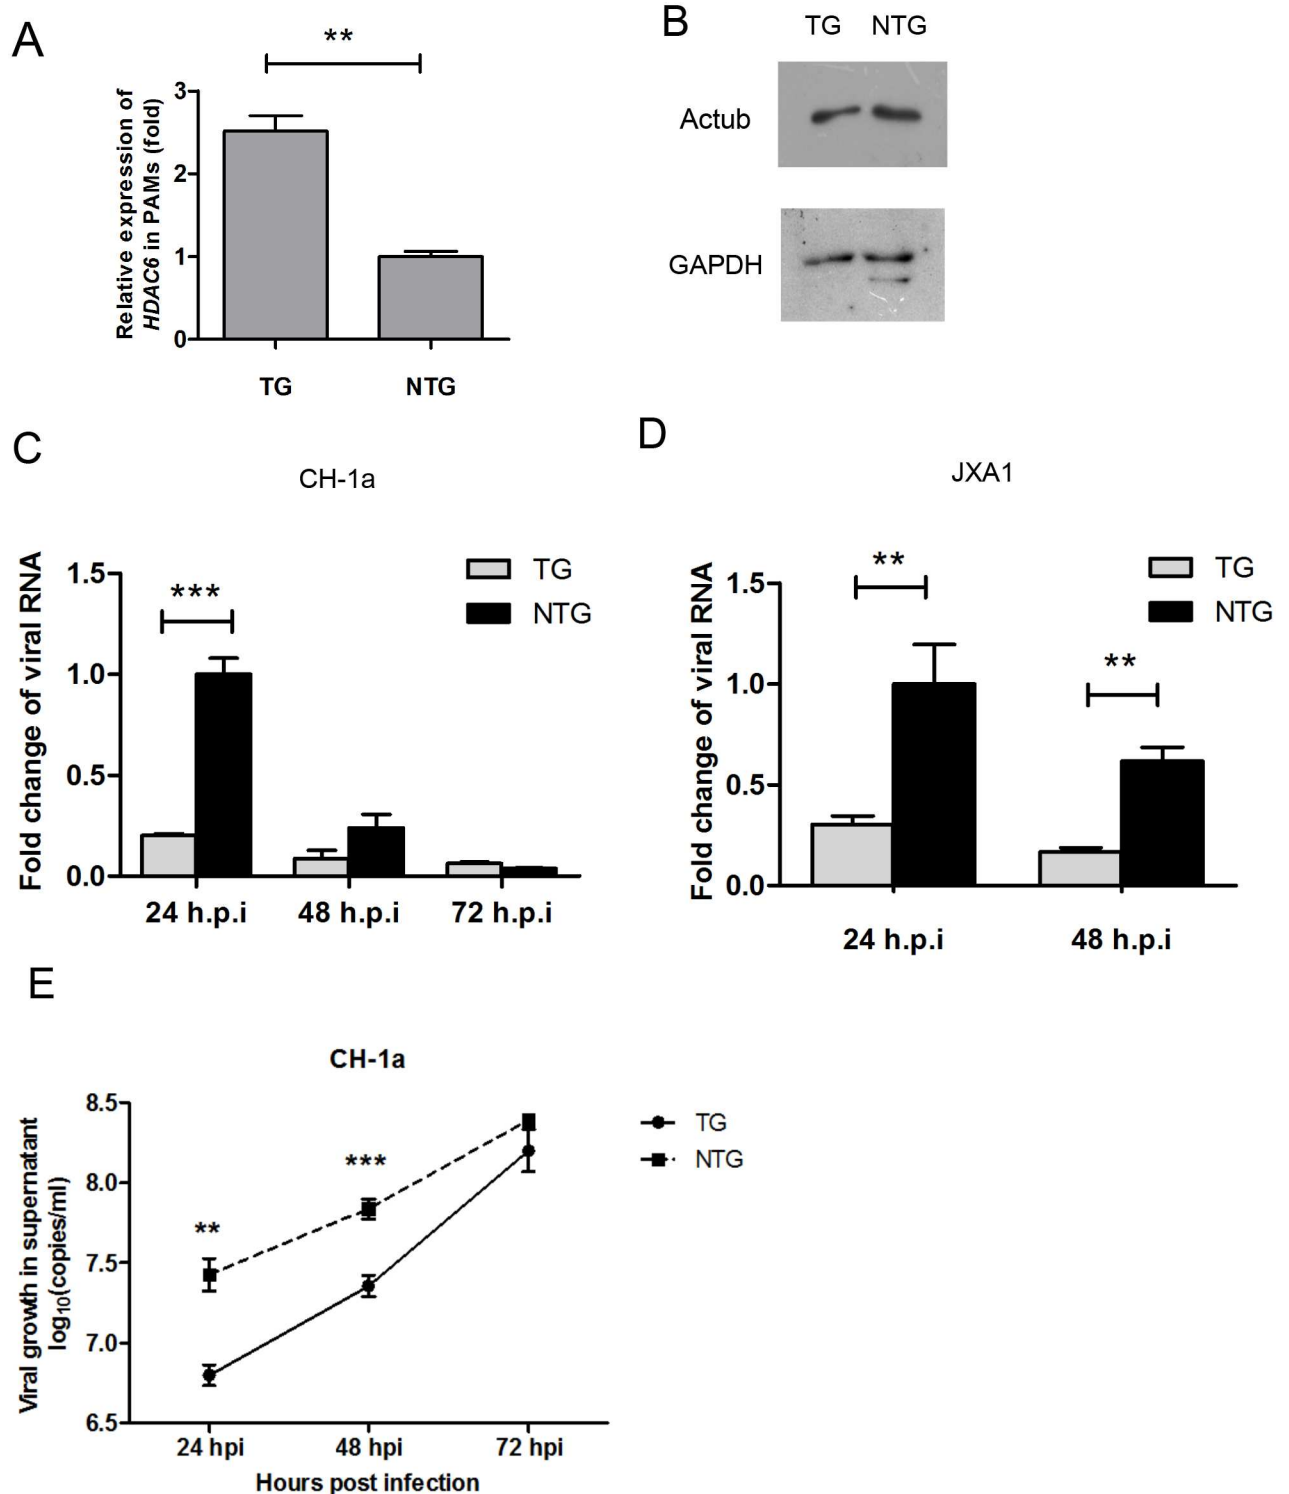 A
**
Relative expression of
HDAC6 in PAMs (fold)
3
2
1
0
TG
NTG
B
TG NTG
Actub
GAPDH
C
CH-1a
Fold change of viral RNA
1.5
1.0
0.5
0.0
***
TG
NTG
24 h.p.i
48 h.p.i
72 h.p.i
D
JXA1
Fold change of viral RNA
1.5
1.0
0.5
0.0
**
**
TG
NTG
24 h.p.i
48 h.p.i
E
CH-1a
Viral growth in supernatant
log10(copies/ml)
8.5
8.0
7.5
7.0
6.5
**
***
TG
NTG
24 hpi
48 hpi
72 hpi
Hours post infection